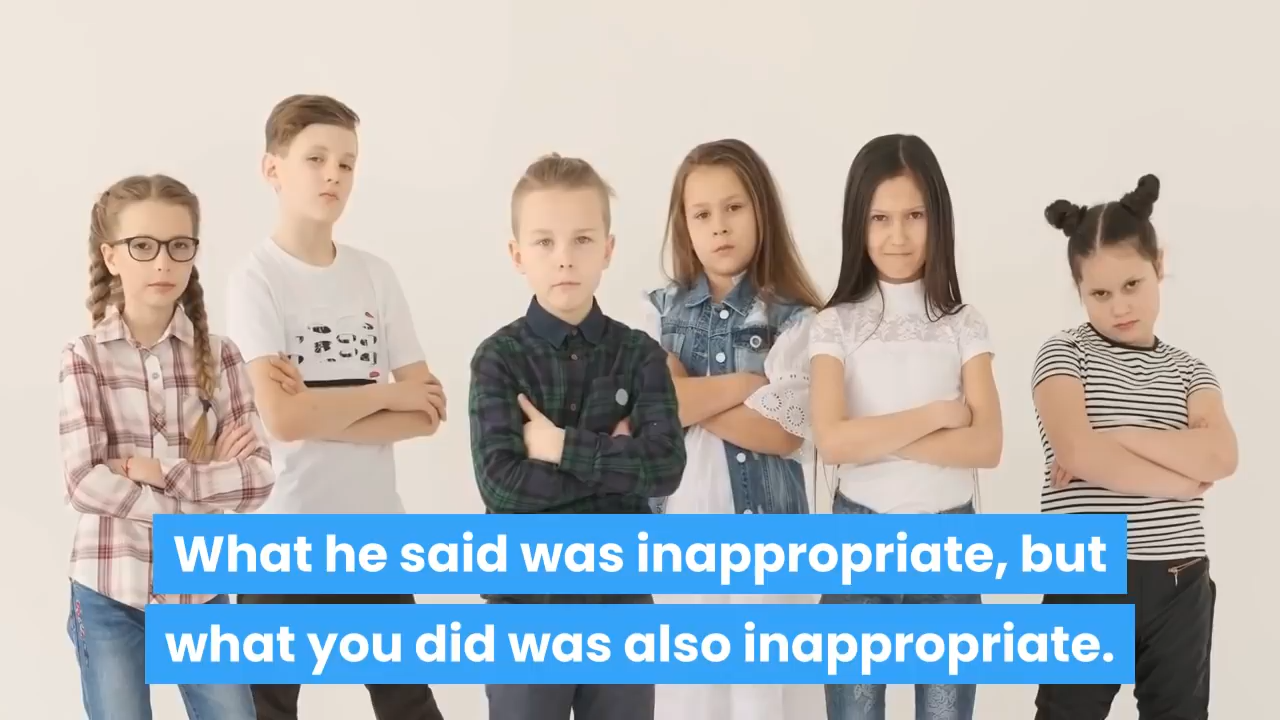 What he said was inappropriate, but
what you did was also inappropriate.